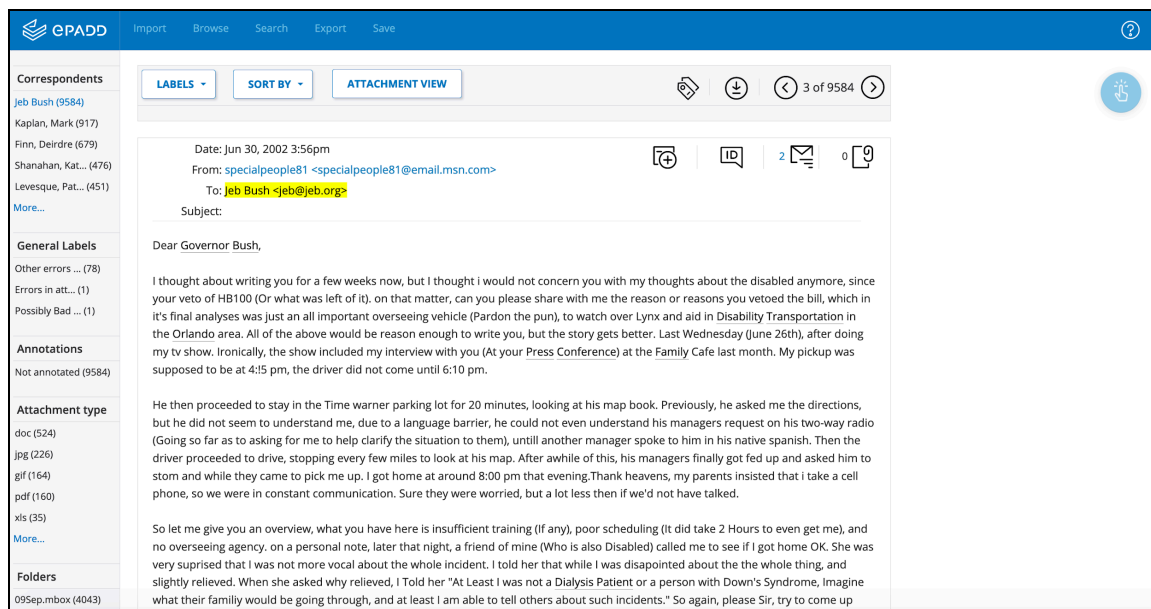 ePADD Import Browse Search Export Save ?
Correspondents
Jeb Bush (9584)
Kaplan, Mark (917)
Finn, Deirdre (679)
Shanahan, Kat... (476)
Levesque, Pat... (451)
More...
General Labels
Other errors ... (78)
Errors in att... (1)
Possibly Bad ... (1)
Annotations
Not annotated (9584)
Attachment type
doc (524)
jpg (226)
gif (164)
pdf (160)
xls (35)
More...
Folders
09Sep.mbox (4043)
LABELS SORT BY ATTACHMENT VIEW 3 of 9584
Date: Jun 30, 2002 3:56pm
From: specialpeople81 <specialpeople81@email.msn.com>
To: Jeb Bush <jeb@jeb.org>
Subject:
ID 2 0
Dear Governor Bush,
I thought about writing you for a few weeks now, but I thought i would not concern you with my thoughts about the disabled anymore, since
your veto of HB100 (Or what was left of it). on that matter, can you please share with me the reason or reasons you vetoed the bill, which in
it's final analyses was just an all important overseeing vehicle (Pardon the pun), to watch over Lynx and aid in Disability Transportation in
the Orlando area. All of the above would be reason enough to write you, but the story gets better. Last Wednesday (June 26th), after doing
my tv show. Ironically, the show included my interview with you (At your Press Conference) at the Family Cafe last month. My pickup was
supposed to be at 4:!5 pm, the driver did not come until 6:10 pm.
He then proceeded to stay in the Time warner parking lot for 20 minutes, looking at his map book. Previously, he asked me the directions,
but he did not seem to understand me, due to a language barrier, he could not even understand his managers request on his two-way radio
(Going so far as to asking for me to help clarify the situation to them), untill another manager spoke to him in his native spanish. Then the
driver proceeded to drive, stopping every few miles to look at his map. After awhile of this, his managers finally got fed up and asked him to
stom and while they came to pick me up. I got home at around 8:00 pm that evening.Thank heavens, my parents insisted that i take a cell
phone, so we were in constant communication. Sure they were worried, but a lot less then if we'd not have talked.
So let me give you an overview, what you have here is insufficient training (If any), poor scheduling (It did take 2 Hours to even get me), and
no overseeing agency. on a personal note, later that night, a friend of mine (Who is also Disabled) called me to see if I got home OK. She was
very suprised that I was not more vocal about the whole incident. I told her that while I was disapointed about the the whole thing, and
slightly relieved. When she asked why relieved, I Told her "At Least I was not a Dialysis Patient or a person with Down's Syndrome, Imagine
what their familiy would be going through, and at least I am able to tell others about such incidents." So again, please Sir, try to come up